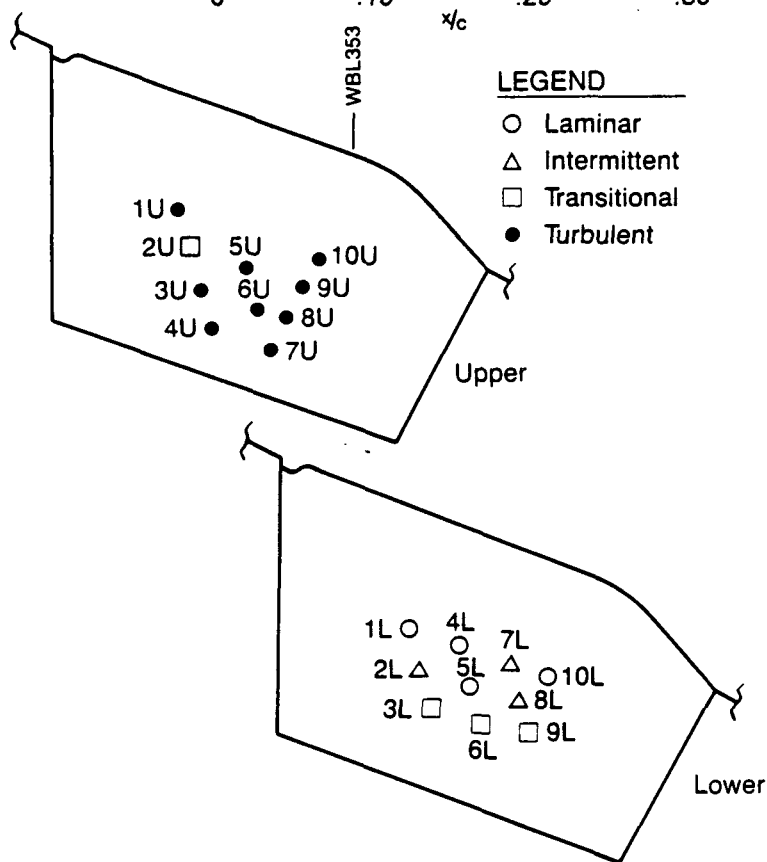 x/c
WBL353
LEGEND
Laminar
Intermittent
Transitional
Turbulent
1U
2U
5U
10U
3U
6U
9U
4U
8U
7U
Upper
1L
4L
7L
2L
5L
10L
3L
8L
6L
9L
Lower